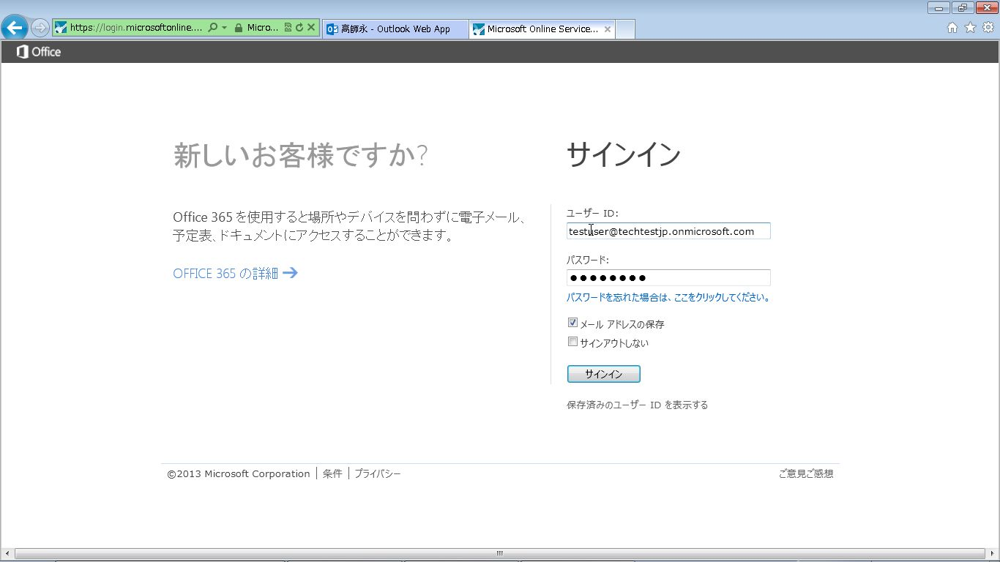 https://login.microsoftonline.... Micro...
高師永 - Outlook Web App
Microsoft Online Service...
Office
新しいお客様ですか?
Office 365 を使用すると場所やデバイスを問わずに電子メール、
予定表、ドキュメントにアクセスすることができます。
OFFICE 365 の詳細
サインイン
ユーザー ID:
testuser@techtestjp.onmicrosoft.com
パスワード:
パスワードを忘れた場合は、ここをクリックしてください。
メール アドレスの保存
サインアウトしない
サインイン
保存済みのユーザー ID を表示する
©2013 Microsoft Corporation | 条件 | プライバシー
ご意見ご感想